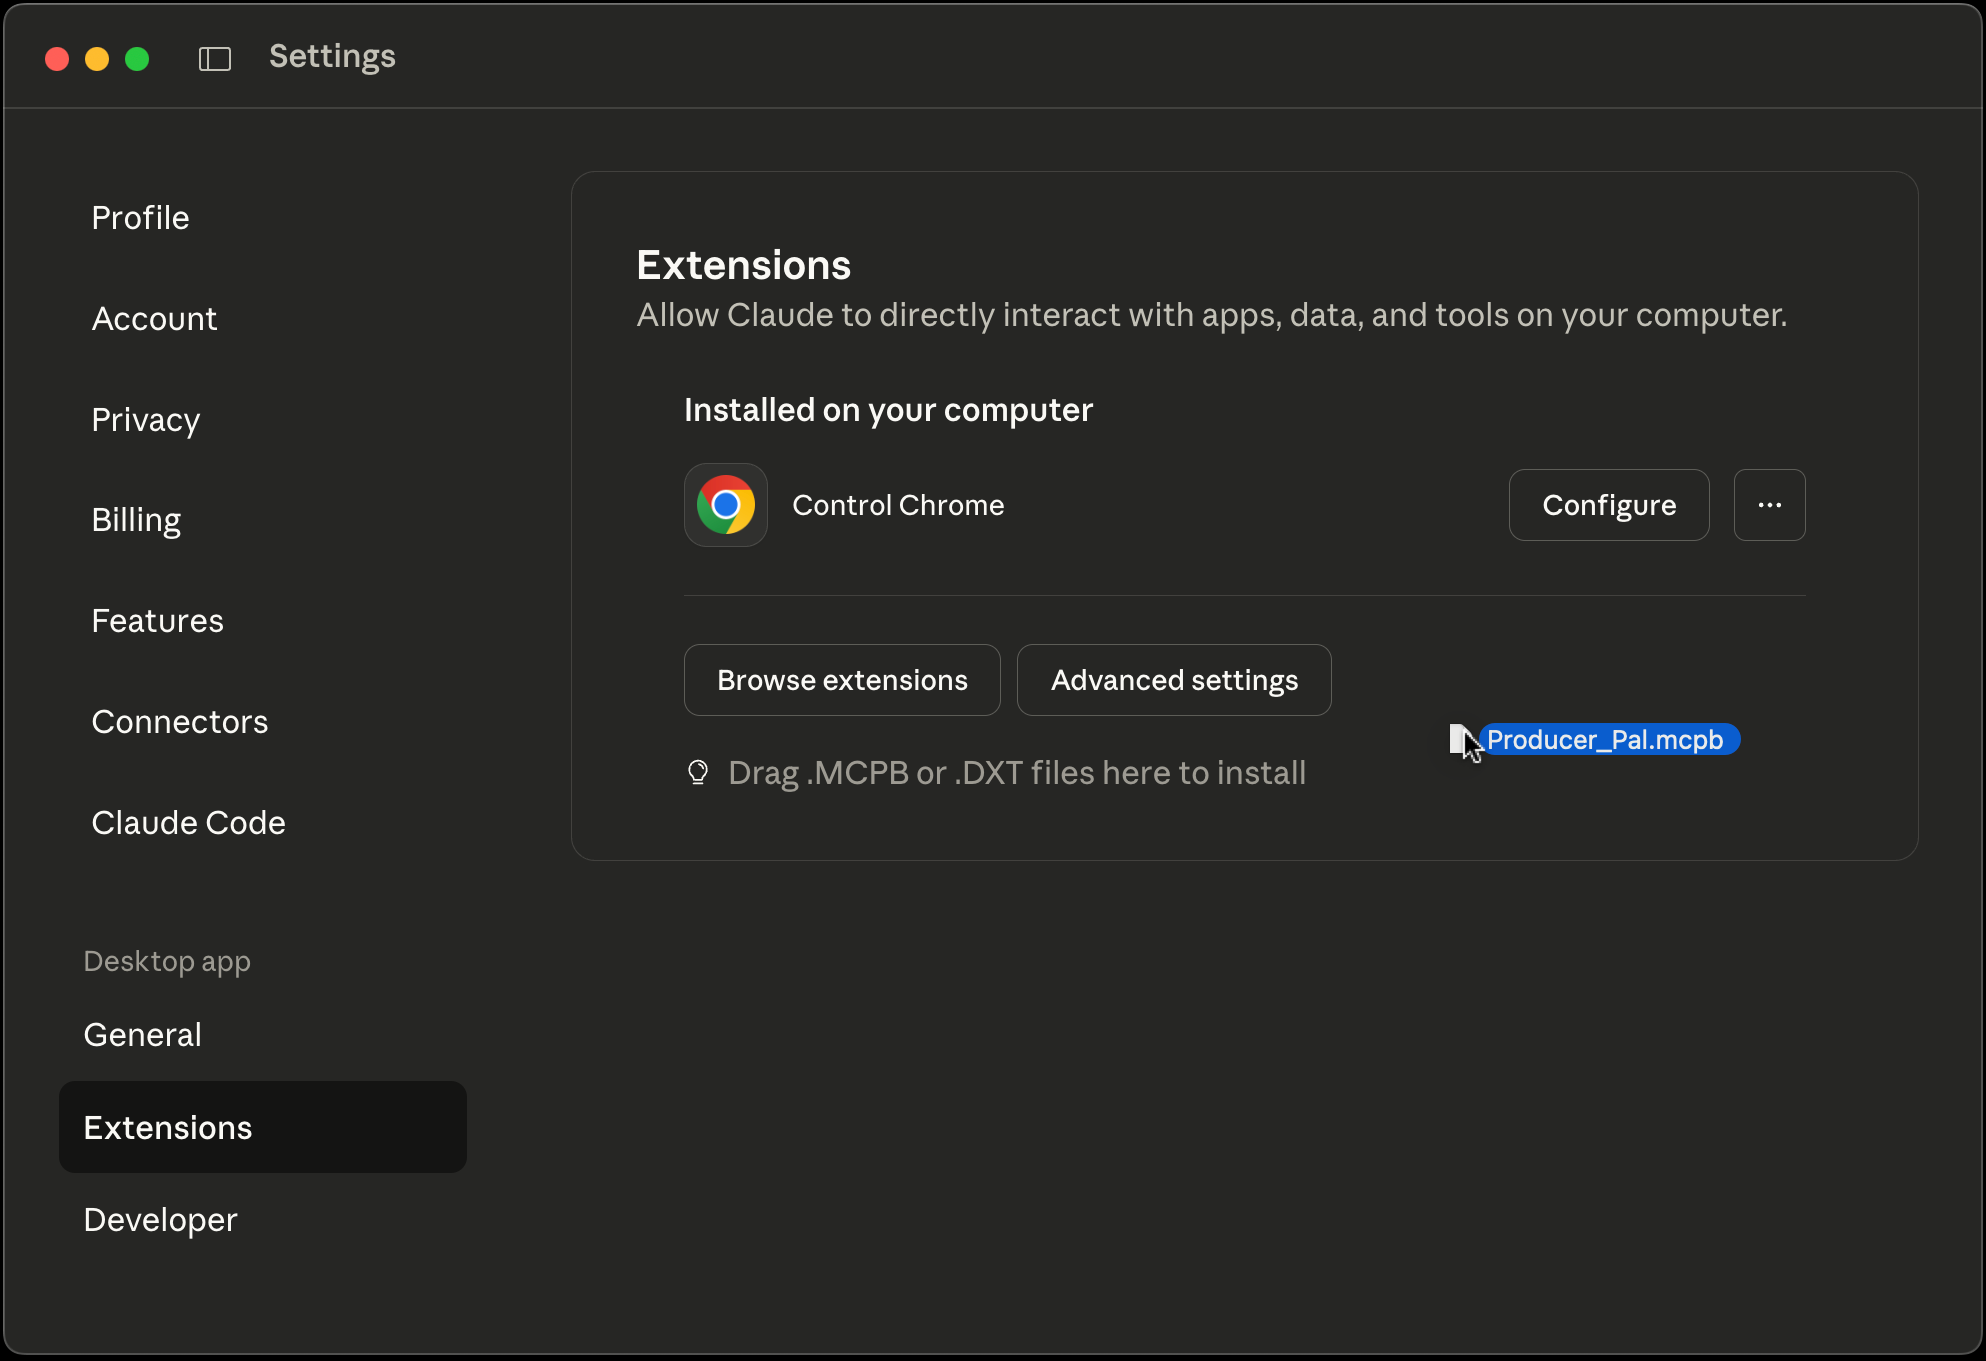 Settings
Profile
Account
Privacy
Billing
Features
Connectors
Claude Code
Desktop app
General
Extensions
Developer
Extensions
Allow Claude to directly interact with apps, data, and tools on your computer.
Installed on your computer
Control Chrome
Configure
...
Browse extensions
Advanced settings
Producer_Pal.mcpb
Drag .MCPB or .DXT files here to install